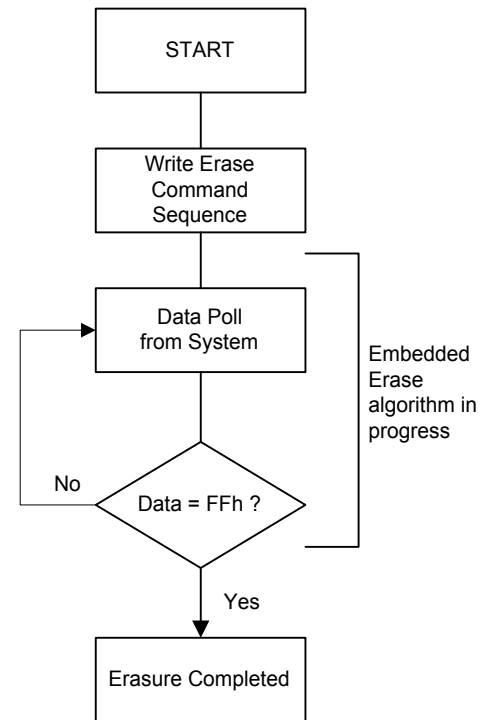 START
Write Erase
Command
Sequence
Data Poll
from System
Embedded
Erase
algorithm in
progress
No
Data = FFh ?
Yes
Erasure Completed